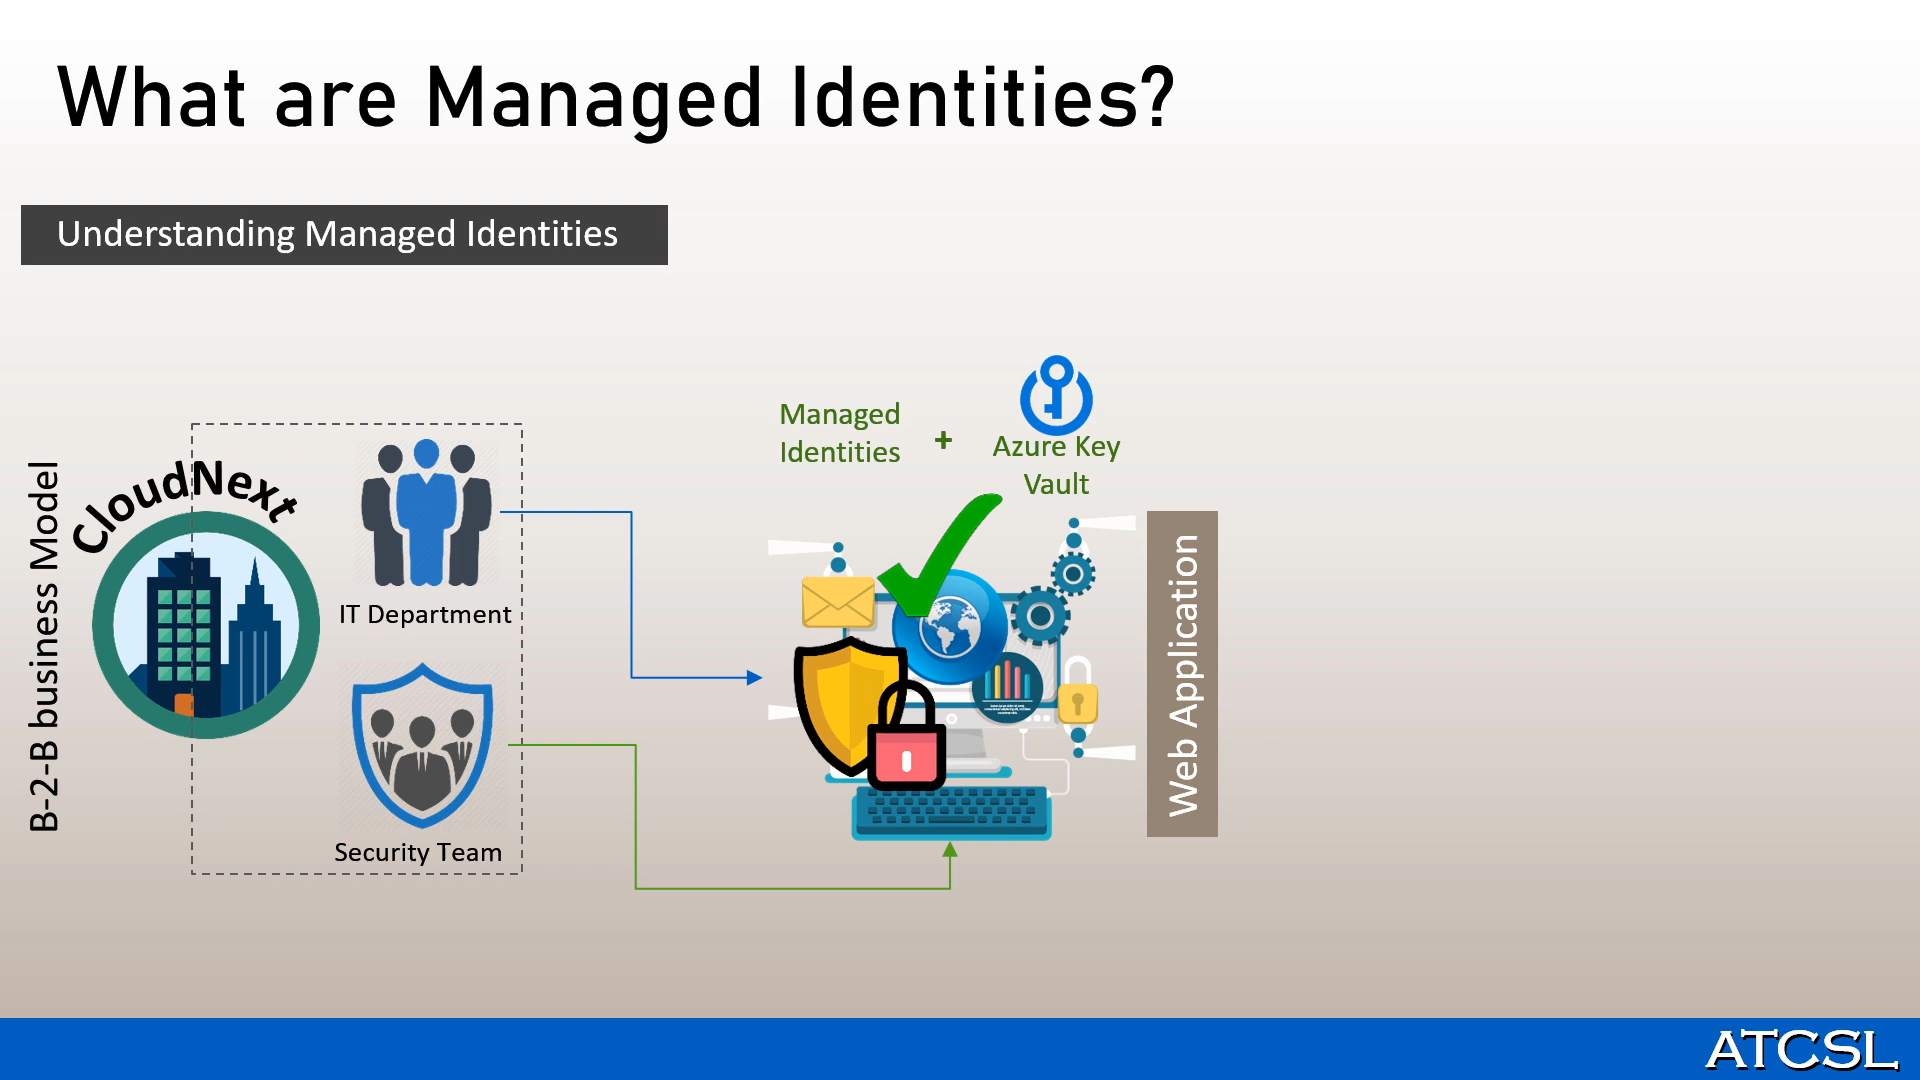 What are Managed Identities?
Understanding Managed Identities
B-2-B business Model
CloudNext
IT Department
Security Team
Managed
Identities
+
Azure Key
Vault
Web Application
ATCSL